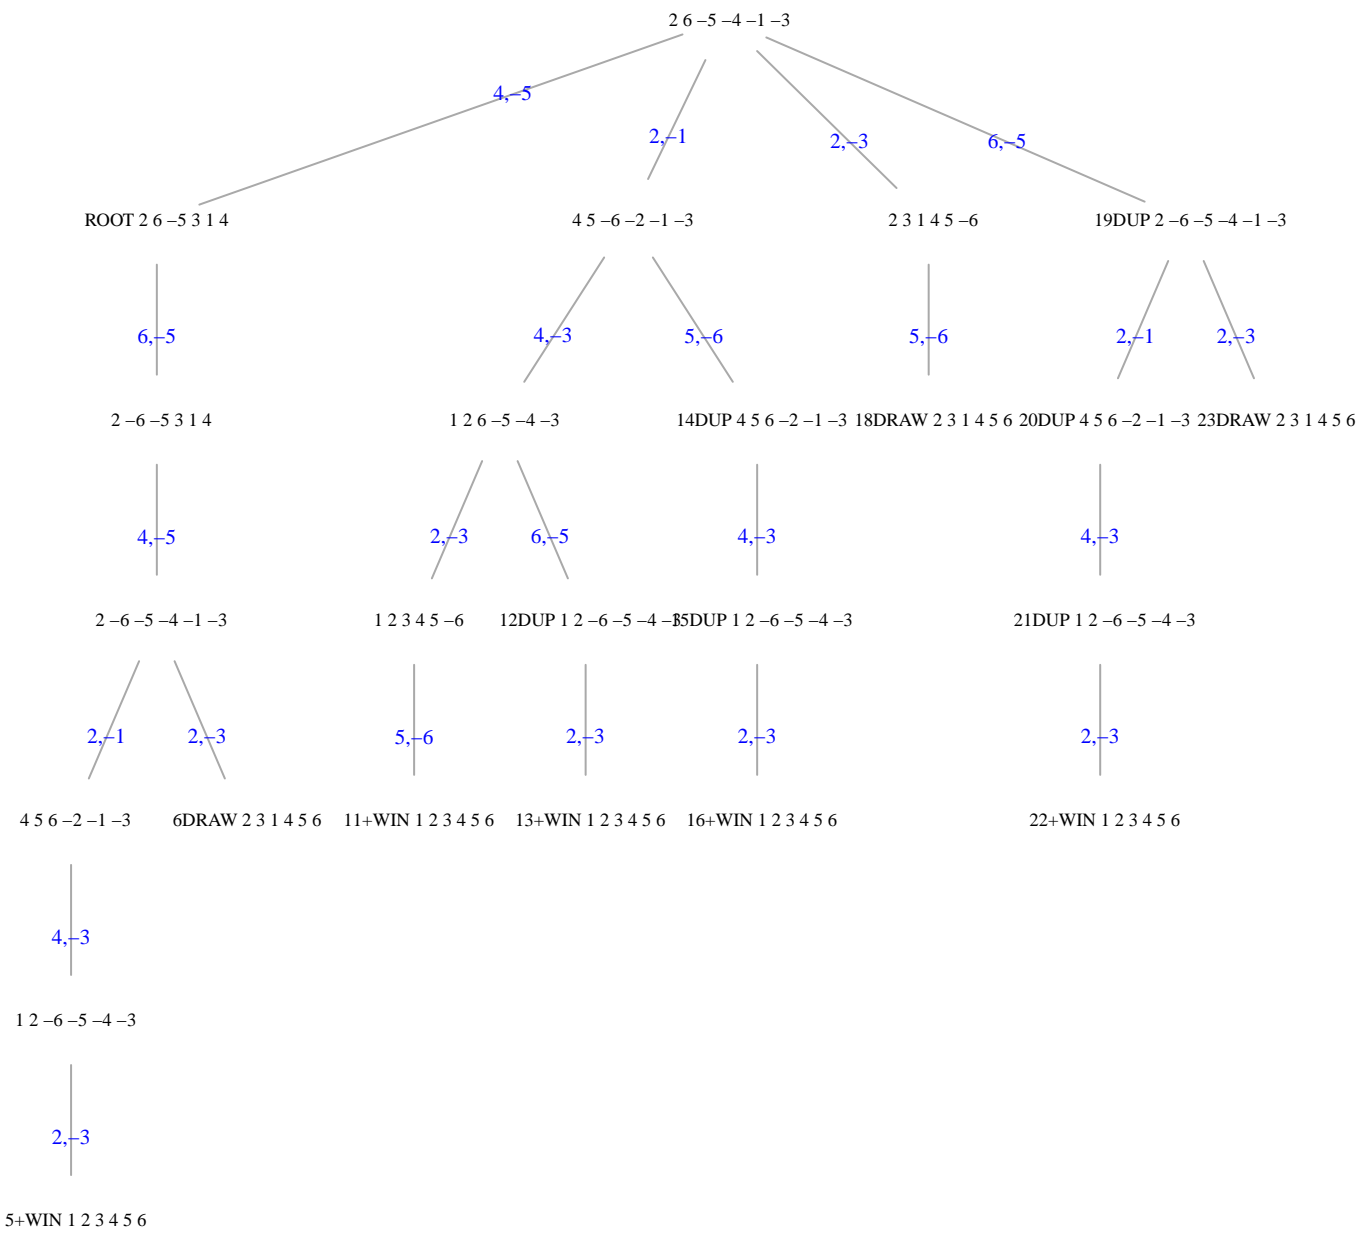 2 6 –5 –4 –1 –3
4,–5
2,–1
2,–3
6,–5
ROOT 2 6 –5 3 1 4
4 5 –6 –2 –1 –3
2 3 1 4 5 –6
19DUP 2 –6 –5 –4 –1 –3
6,–5
4,–3
5,–6
5,–6
2,–1
2,–3
2 –6 –5 3 1 4
1 2 6 –5 –4 –3
14DUP 4 5 6 –2 –1 –3
18DRAW 2 3 1 4 5 6
20DUP 4 5 6 –2 –1 –3
23DRAW 2 3 1 4 5 6
4,–5
2,–3
6,–5
4,–3
4,–3
2 –6 –5 –4 –1 –3
1 2 3 4 5 –6
12DUP 1 2 –6 –5 –4 –3
15DUP 1 2 –6 –5 –4 –3
21DUP 1 2 –6 –5 –4 –3
2,–1
2,–3
5,–6
2,–3
2,–3
2,–3
4 5 6 –2 –1 –3
6DRAW 2 3 1 4 5 6
11+WIN 1 2 3 4 5 6
13+WIN 1 2 3 4 5 6
16+WIN 1 2 3 4 5 6
22+WIN 1 2 3 4 5 6
4,–3
1 2 –6 –5 –4 –3
2,–3
5+WIN 1 2 3 4 5 6